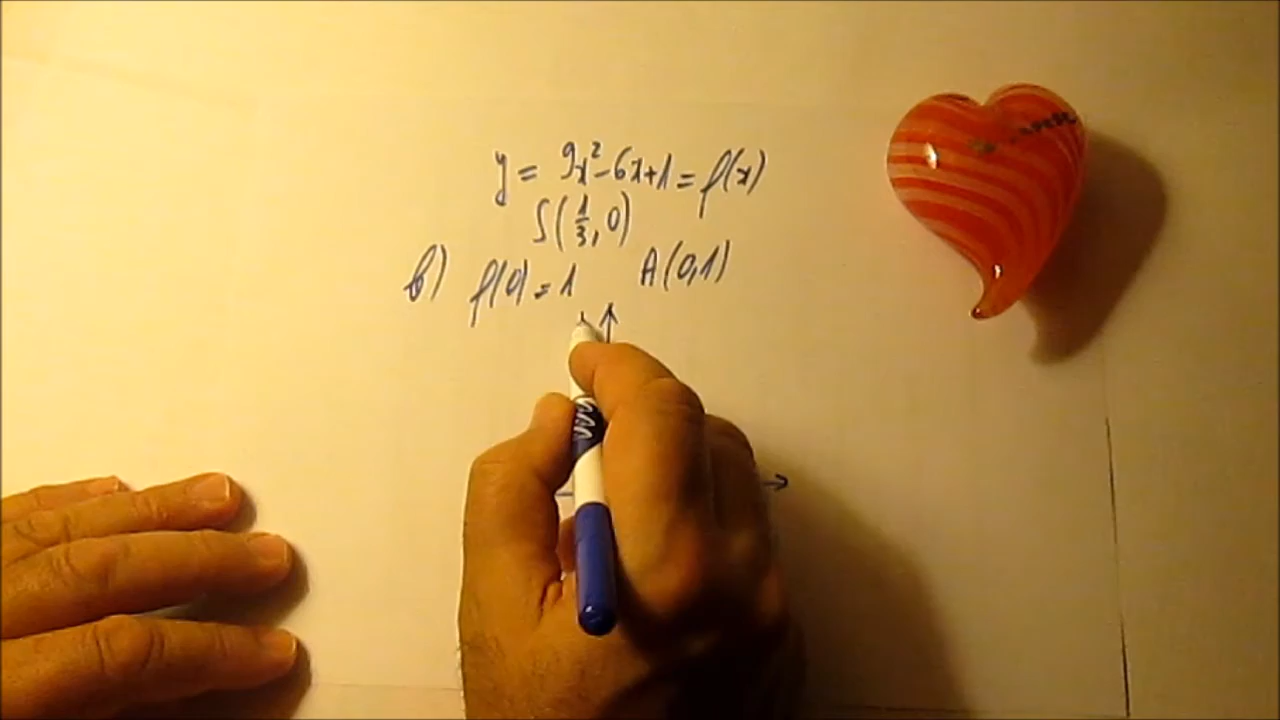 y = 9x²-6x+1 = f(x)
S(1/3, 0)
b) f(0) = 1 A(0,1)